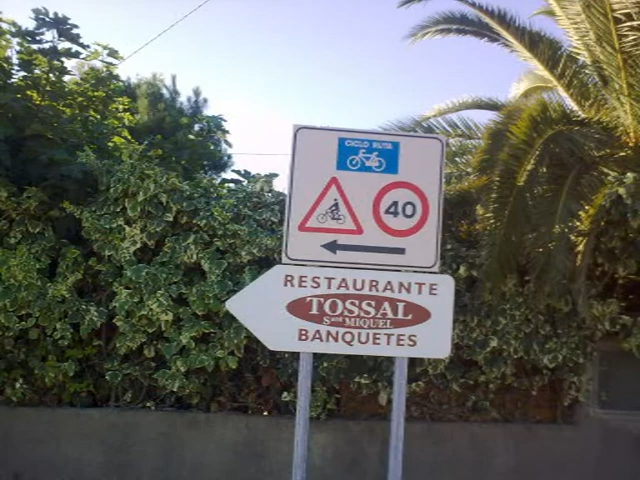 CICLO RUTA
40
RESTAURANTE
TOSSAL
Sant MIQUEL
BANQUETES